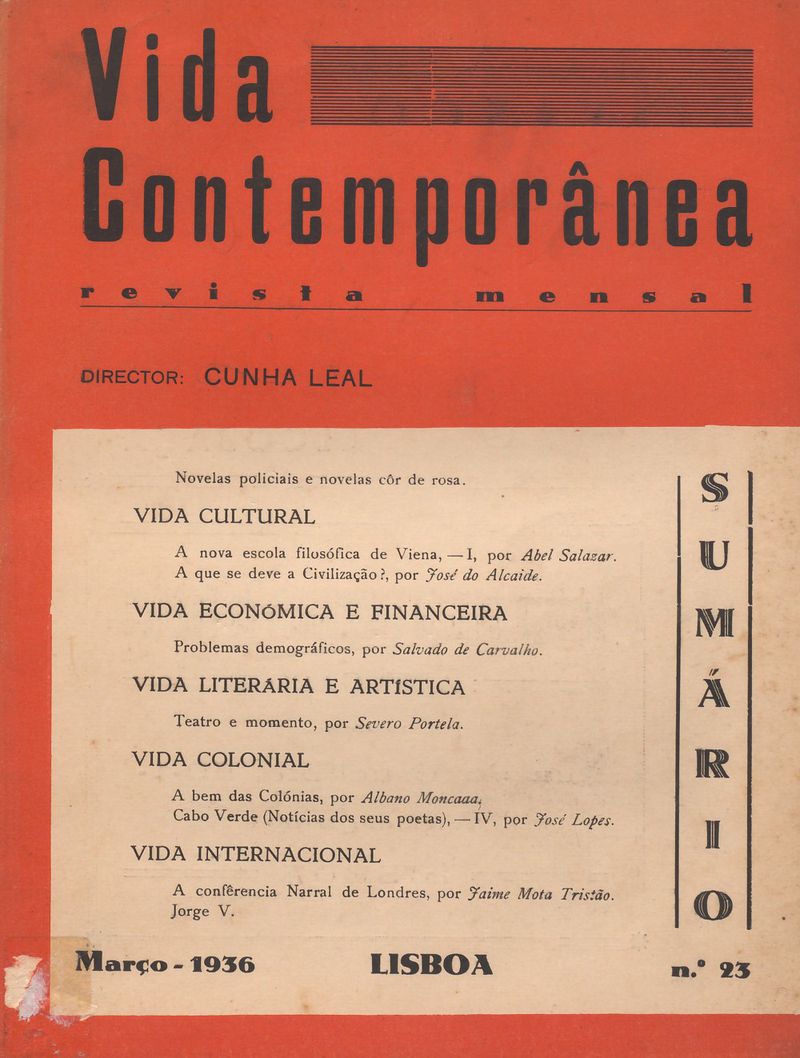 Vida
Contemporânea
revista mensal
DIRECTOR: CUNHA LEAL
SUMÁRIO
Novelas policiais e novelas côr de rosa.
VIDA CULTURAL
A nova escola filosófica de Viena, — I, por Abel Salazar.
A que se deve a Civilização?, por José do Alcaide.
VIDA ECONÓMICA E FINANCEIRA
Problemas demográficos, por Salvado de Carvalho.
VIDA LITERÁRIA E ARTÍSTICA
Teatro e momento, por Severo Portela.
VIDA COLONIAL
A bem das Colónias, por Albano Moncaaa,
Cabo Verde (Notícias dos seus poetas), — IV, por José Lopes.
VIDA INTERNACIONAL
A confêrencia Narral de Londres, por Jaime Mota Tristão.
Jorge V.
Março - 1936 LISBOA n.º 23